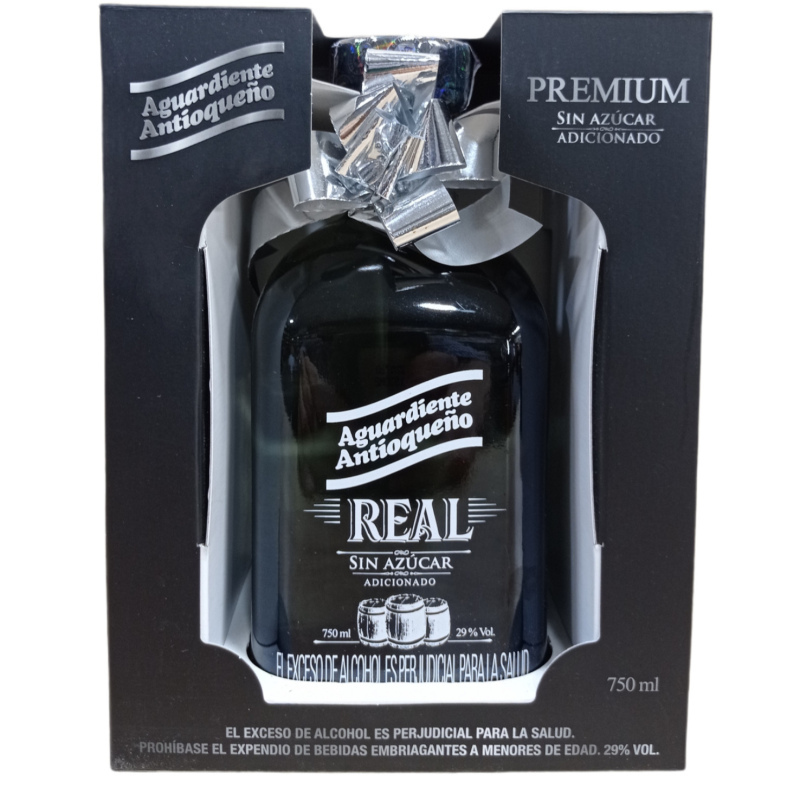 Aguardiente
Antioqueño
PREMIUM
SIN AZÚCAR
ADICIONADO
Aguardiente
Antioqueño
REAL
SIN AZÚCAR
ADICIONADO
750 ml 29 % Vol.
EL EXCESO DE ALCOHOL ES PERJUDICIAL PARA LA SALUD
750 ml
EL EXCESO DE ALCOHOL ES PERJUDICIAL PARA LA SALUD.
PROHÍBASE EL EXPENDIO DE BEBIDAS EMBRIAGANTES A MENORES DE EDAD. 29% VOL.